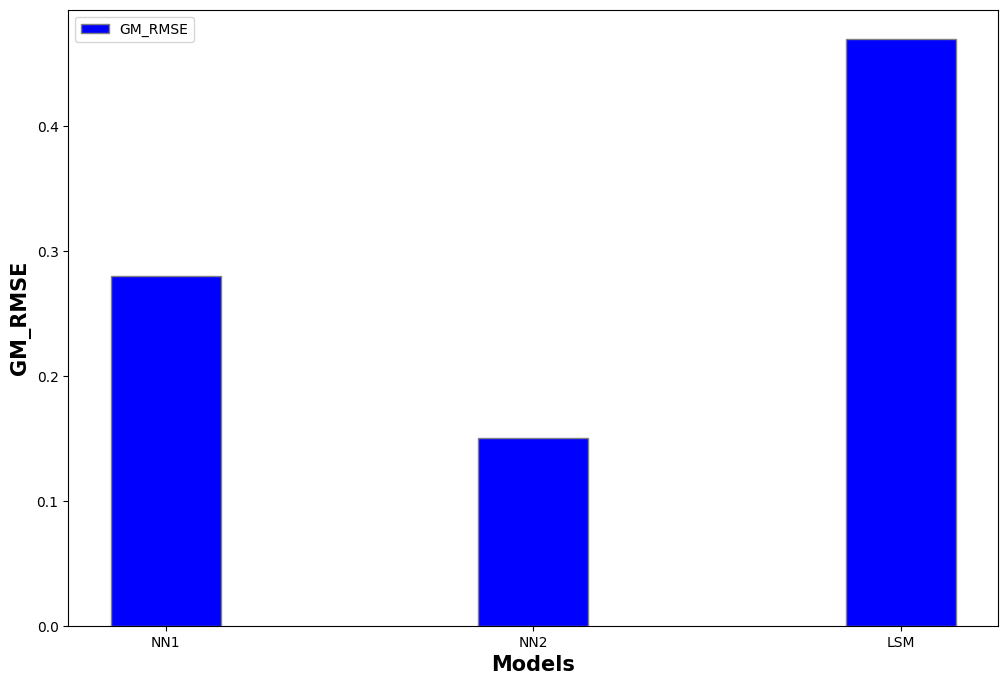 GM_RMSE
GM_RMSE
0.4
0.3
0.2
0.1
0.0
NN1
NN2
LSM
Models